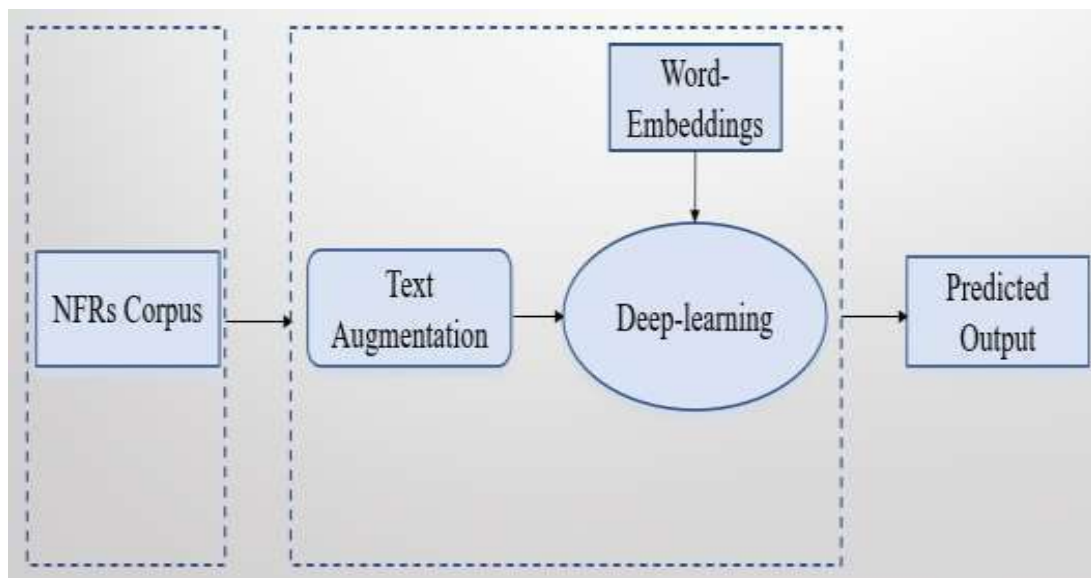 Word-
Embeddings
NFRs Corpus
Text
Augmentation
Deep-learning
Predicted
Output